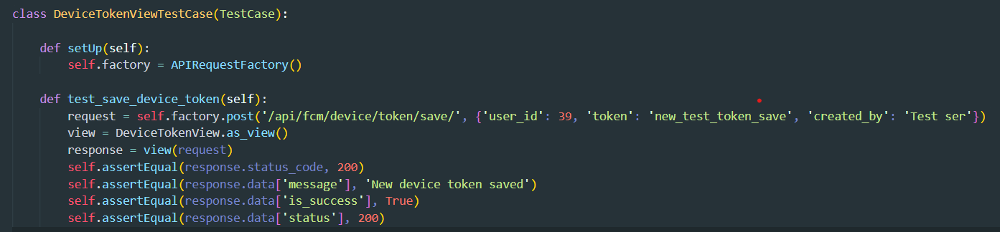 class DeviceTokenViewTestCase(TestCase):
def setUp(self):
self.factory = APIRequestFactory()
def test_save_device_token(self):
request = self.factory.post('/api/fcm/device/token/save/', {'user_id': 39, 'token': 'new_test_token_save', 'created_by': 'Test ser'})
view = DeviceTokenView.as_view()
response = view(request)
self.assertEqual(response.status_code, 200)
self.assertEqual(response.data['message'], 'New device token saved')
self.assertEqual(response.data['is_success'], True)
self.assertEqual(response.data['status'], 200)